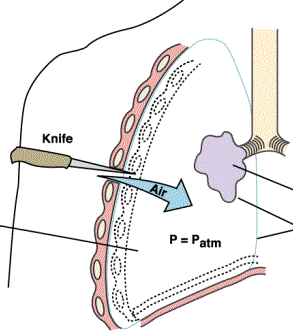 Knife
Air
P = Patm